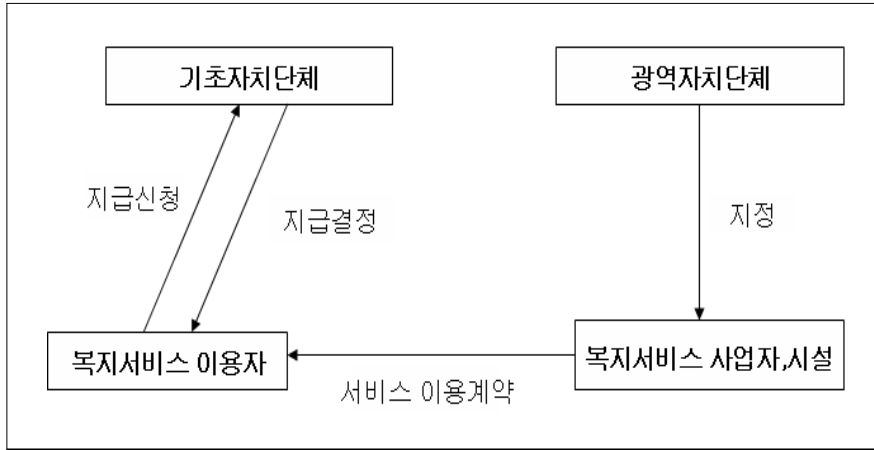 기초자치단체
광역자치단체
지급신청
지급결정
지정
복지서비스 이용자
복지서비스 사업자,시설
서비스 이용계약